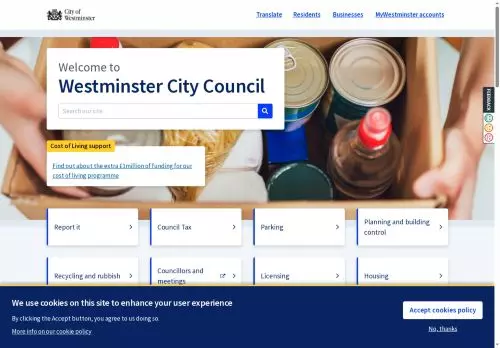 City of
Westminster
Translate
Residents
Businesses
MyWestminster accounts
Welcome to
Westminster City Council
Search our site
FEEDBACK
Cost of Living support
Find out about the extra £1million of funding for our
cost of living programme
Report it
Council Tax
Parking
Planning and building
control
Recycling and rubbish
Councillors and
meetings
Licensing
Housing
We use cookies on this site to enhance your user experience
By clicking the Accept button, you agree to us doing so.
More info on our cookie policy
Accept cookies policy
No, thanks